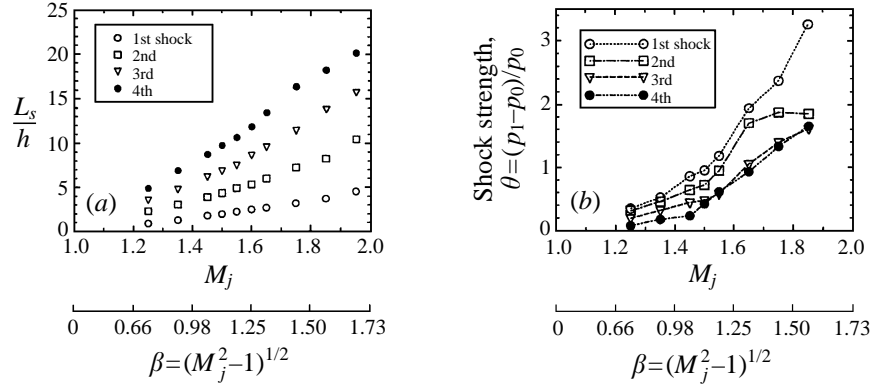 25
20
15
10
5
0
L_s/h
1st shock
2nd
3rd
4th
(a)
1.0 1.2 1.4 1.6 1.8 2.0
M_j
0 0.66 0.98 1.25 1.50 1.73
β=(M_j^2–1)^{1/2}
Shock strength,
θ=(p_1–p_0)/p_0
3
2
1
0
1st shock
2nd
3rd
4th
(b)
1.0 1.2 1.4 1.6 1.8 2.0
M_j
0 0.66 0.98 1.25 1.50 1.73
β=(M_j^2–1)^{1/2}